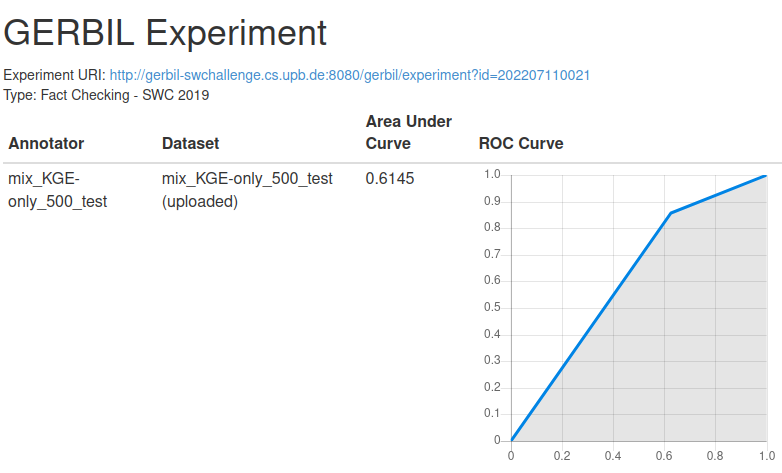 GERBIL Experiment
Experiment URI: http://gerbil-swchallenge.cs.upb.de:8080/gerbil/experiment?id=202207110021
Type: Fact Checking - SWC 2019
Annotator Dataset Area Under Curve ROC Curve
mix_KGE-only_500_test mix_KGE-only_500_test (uploaded) 0.6145
1.0
0.9
0.8
0.7
0.6
0.5
0.4
0.3
0.2
0.1
0
0 0.2 0.4 0.6 0.8 1.0